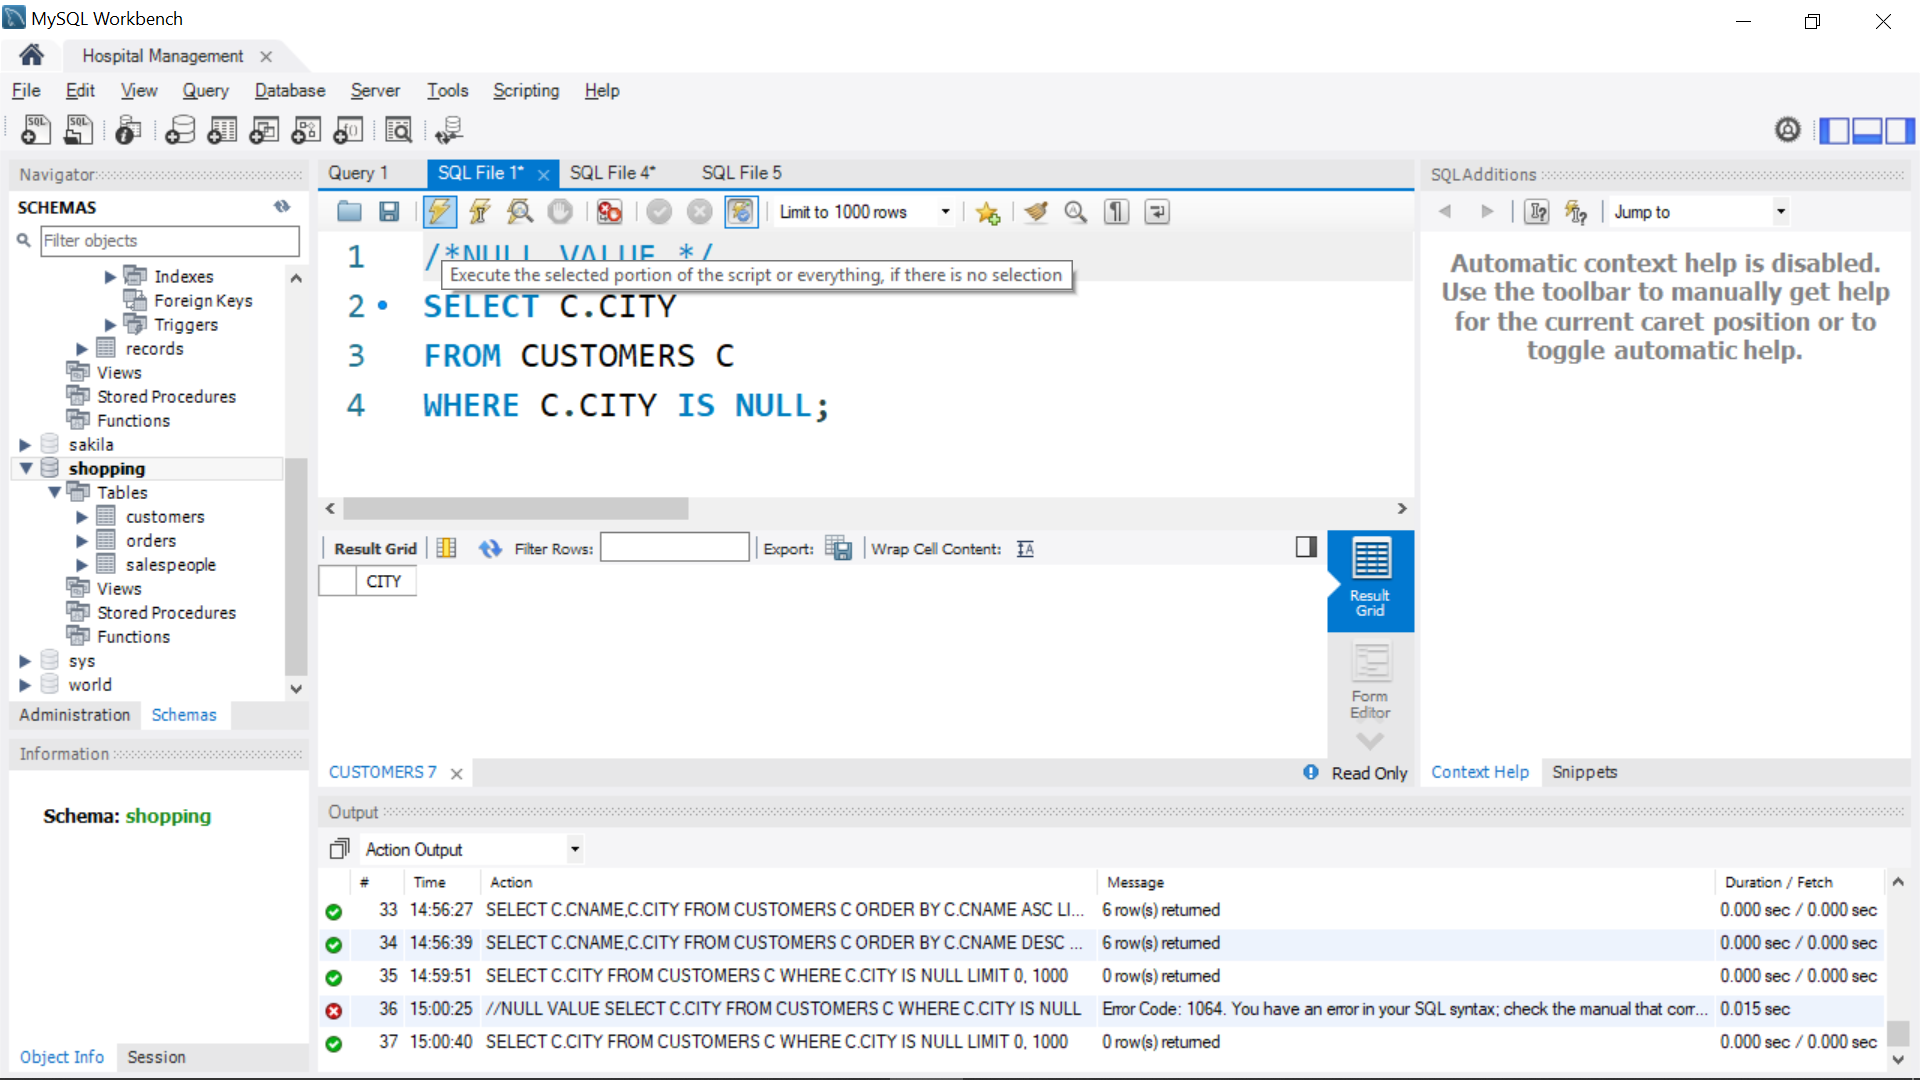 MySQL Workbench
Hospital Management
File Edit View Query Database Server Tools Scripting Help
Navigator
SCHEMAS
Filter objects
Indexes
Foreign Keys
Triggers
records
Views
Stored Procedures
Functions
sakila
shopping
Tables
customers
orders
salespeople
Views
Stored Procedures
Functions
sys
world
Administration Schemas
Information
Schema: shopping
Object Info Session
Query 1 SQL File 1* SQL File 4* SQL File 5
Limit to 1000 rows
1 /*NULL VALUE */
Execute the selected portion of the script or everything, if there is no selection
2 SELECT C.CITY
3 FROM CUSTOMERS C
4 WHERE C.CITY IS NULL;
Result Grid Filter Rows: Export: Wrap Cell Content:
CITY
Result Grid
Form Editor
CUSTOMERS 7 Read Only
SQLAdditions
Jump to
Automatic context help is disabled.
Use the toolbar to manually get help
for the current caret position or to
toggle automatic help.
Context Help Snippets
Output
Action Output
# Time Action Message Duration / Fetch
33 14:56:27 SELECT C.CNAME,C.CITY FROM CUSTOMERS C ORDER BY C.CNAME ASC LI... 6 row(s) returned 0.000 sec / 0.000 sec
34 14:56:39 SELECT C.CNAME,C.CITY FROM CUSTOMERS C ORDER BY C.CNAME DESC ... 6 row(s) returned 0.000 sec / 0.000 sec
35 14:59:51 SELECT C.CITY FROM CUSTOMERS C WHERE C.CITY IS NULL LIMIT 0, 1000 0 row(s) returned 0.000 sec / 0.000 sec
36 15:00:25 //NULL VALUE SELECT C.CITY FROM CUSTOMERS C WHERE C.CITY IS NULL Error Code: 1064. You have an error in your SQL syntax; check the manual that corr... 0.015 sec
37 15:00:40 SELECT C.CITY FROM CUSTOMERS C WHERE C.CITY IS NULL LIMIT 0, 1000 0 row(s) returned 0.000 sec / 0.000 sec